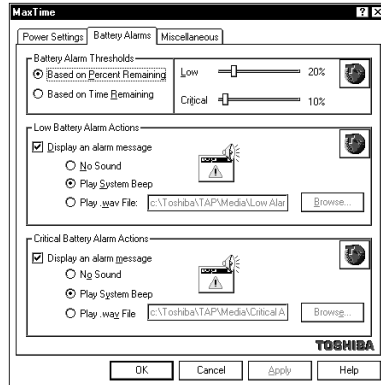 MaxTime
Power Settings Battery Alarms Miscellaneous
Battery Alarm Thresholds
Based on Percent Remaining
Based on Time Remaining
Low 20%
Critical 10%
Low Battery Alarm Actions
Display an alarm message
No Sound
Play System Beep
Play .wav File: c:\Toshiba\TAP\Media\Low Alar Browse...
Critical Battery Alarm Actions
Display an alarm message
No Sound
Play System Beep
Play .wav File c:\Toshiba\TAP\Media\Critical A Browse...
TOSHIBA
OK Cancel Apply Help